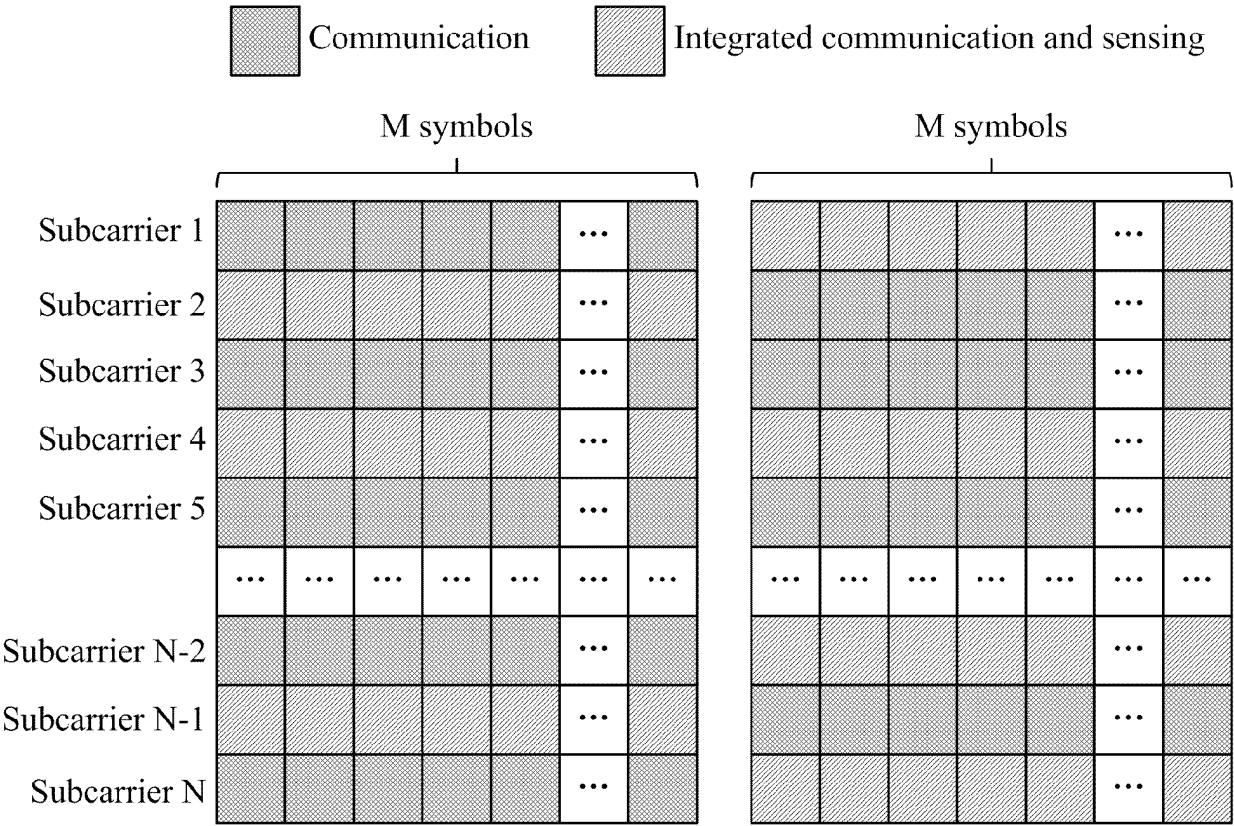 Communication
Integrated communication and sensing
M symbols
M symbols
Subcarrier 1
... ...
Subcarrier 2
... ...
Subcarrier 3
... ...
Subcarrier 4
... ...
Subcarrier 5
... ...
... ... ... ... ... ... ... ... ... ... ... ... ... ...
Subcarrier N-2
... ...
Subcarrier N-1
... ...
Subcarrier N
... ...